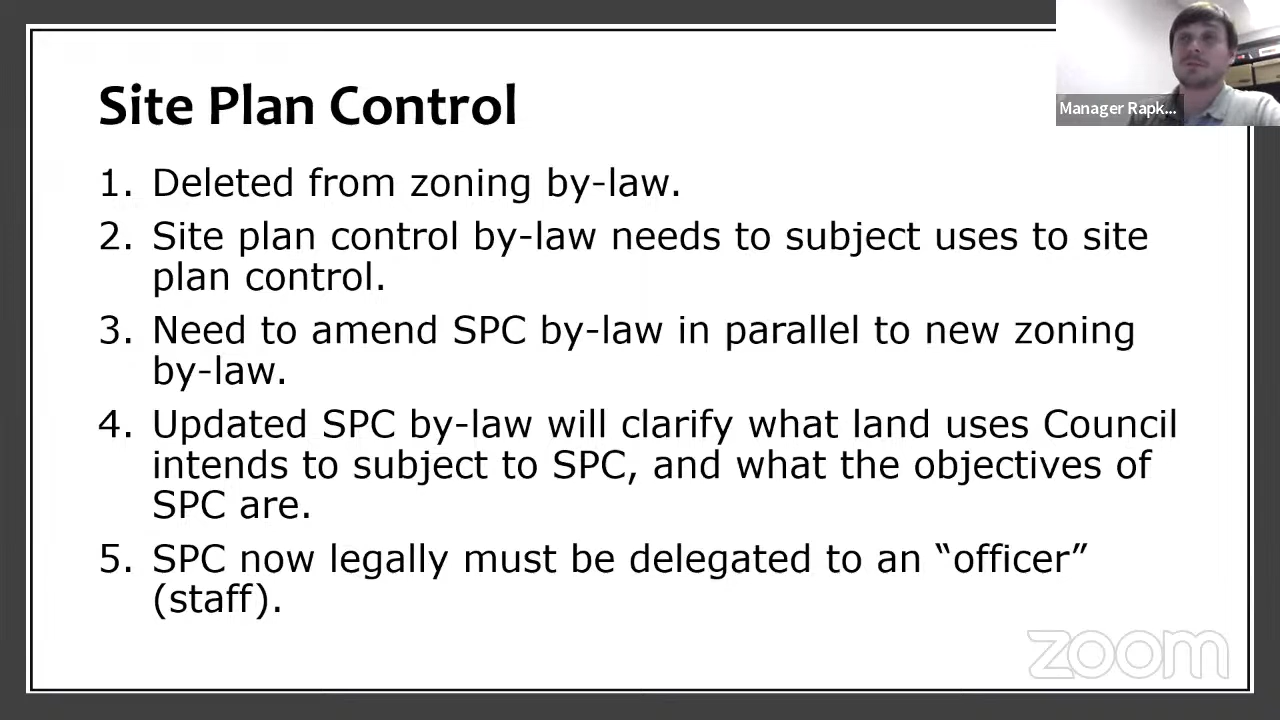 Site Plan Control
Manager Rapk...
1. Deleted from zoning by-law.
2. Site plan control by-law needs to subject uses to site
plan control.
3. Need to amend SPC by-law in parallel to new zoning
by-law.
4. Updated SPC by-law will clarify what land uses Council
intends to subject to SPC, and what the objectives of
SPC are.
5. SPC now legally must be delegated to an “officer”
(staff).
zoom